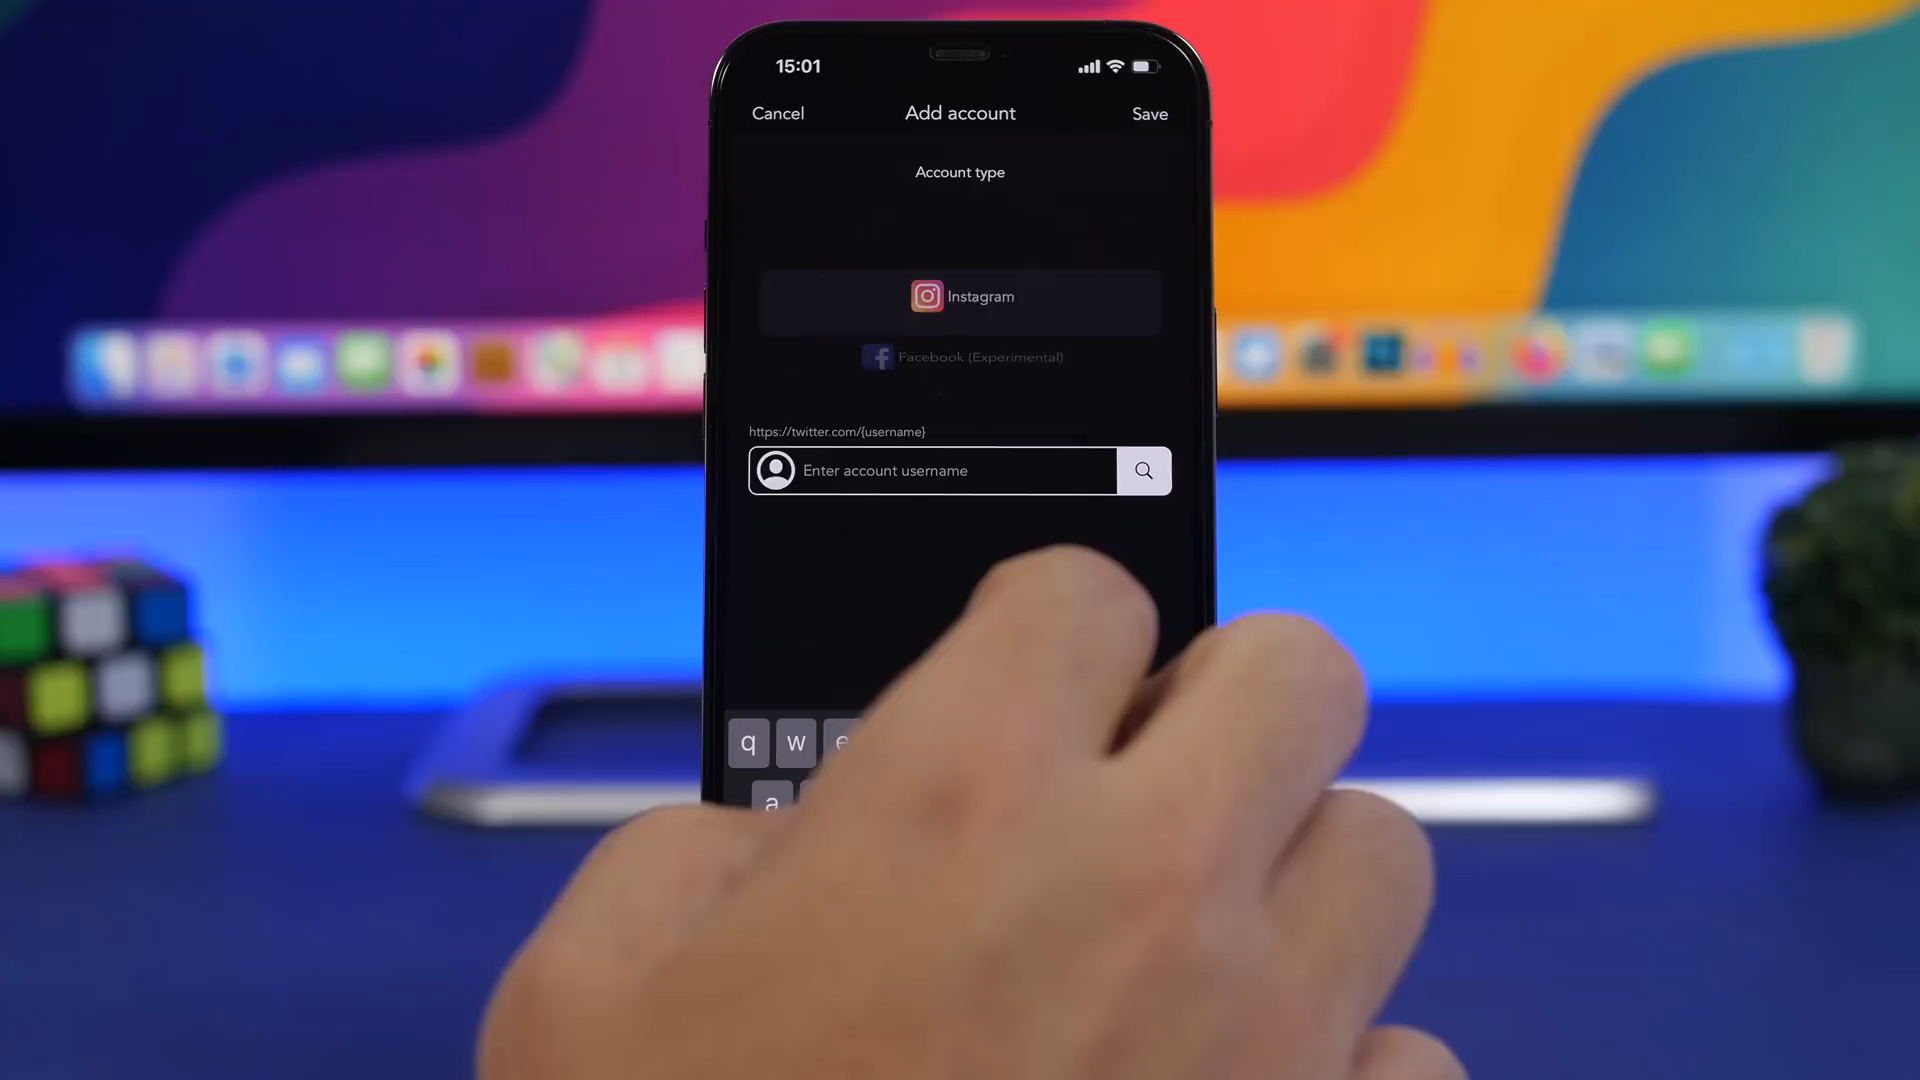 15:01
Cancel Add account Save
Account type
Instagram
Facebook (Experimental)
https://twitter.com/{username}
Enter account username
q w e
a